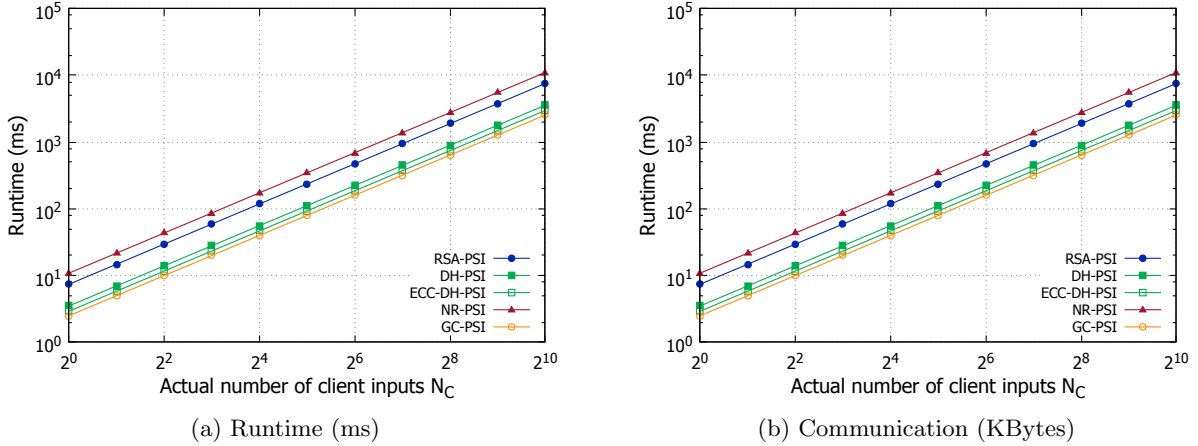 10^5
10^4
10^3
10^2
10^1
10^0
Runtime (ms)
RSA-PSI
DH-PSI
ECC-DH-PSI
NR-PSI
GC-PSI
2^0 2^2 2^4 2^6 2^8 2^10
Actual number of client inputs N_C
(a) Runtime (ms)
10^5
10^4
10^3
10^2
10^1
10^0
Runtime (ms)
RSA-PSI
DH-PSI
ECC-DH-PSI
NR-PSI
GC-PSI
2^0 2^2 2^4 2^6 2^8 2^10
Actual number of client inputs N_C
(b) Communication (KBytes)